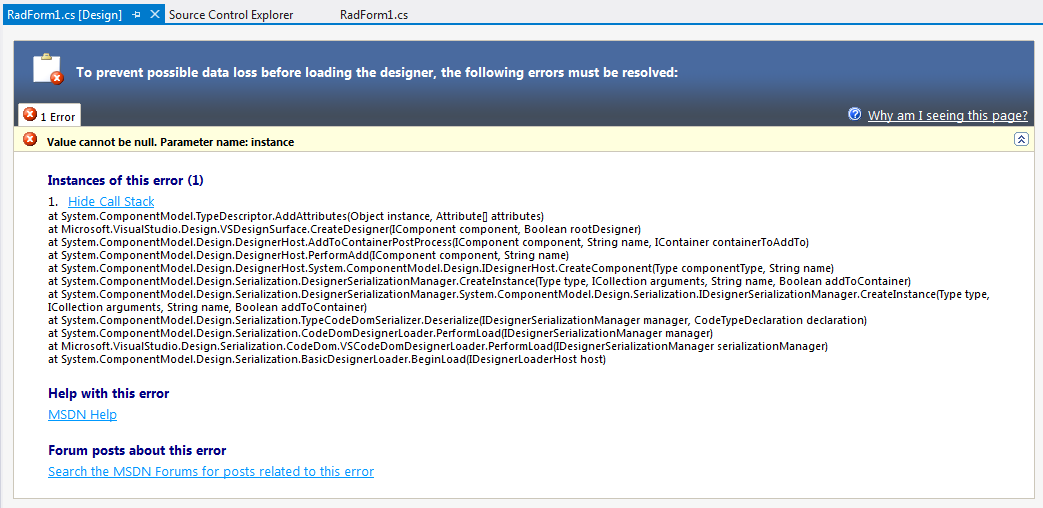 RadForm1.cs [Design]
Source Control Explorer
RadForm1.cs
To prevent possible data loss before loading the designer, the following errors must be resolved:
1 Error
Why am I seeing this page?
Value cannot be null. Parameter name: instance
Instances of this error (1)
1. Hide Call Stack
at System.ComponentModel.TypeDescriptor.AddAttributes(Object instance, Attribute[] attributes)
at Microsoft.VisualStudio.Design.VSDesignSurface.CreateDesigner(IComponent component, Boolean rootDesigner)
at System.ComponentModel.Design.DesignerHost.AddToContainerPostProcess(IComponent component, String name, IContainer containerToAddTo)
at System.ComponentModel.Design.DesignerHost.PerformAdd(IComponent component, String name)
at System.ComponentModel.Design.DesignerHost.System.ComponentModel.Design.IDesignerHost.CreateComponent(Type componentType, String name)
at System.ComponentModel.Design.Serialization.DesignerSerializationManager.CreateInstance(Type type, ICollection arguments, String name, Boolean addToContainer)
at System.ComponentModel.Design.Serialization.DesignerSerializationManager.System.ComponentModel.Design.Serialization.IDesignerSerializationManager.CreateInstance(Type type,
ICollection arguments, String name, Boolean addToContainer)
at System.ComponentModel.Design.Serialization.TypeCodeDomSerializer.Deserialize(IDesignerSerializationManager manager, CodeTypeDeclaration declaration)
at System.ComponentModel.Design.Serialization.CodeDomDesignerLoader.PerformLoad(IDesignerSerializationManager manager)
at Microsoft.VisualStudio.Design.Serialization.CodeDom.VSCodeDomDesignerLoader.PerformLoad(IDesignerSerializationManager serializationManager)
at System.ComponentModel.Design.Serialization.BasicDesignerLoader.BeginLoad(IDesignerLoaderHost host)
Help with this error
MSDN Help
Forum posts about this error
Search the MSDN Forums for posts related to this error